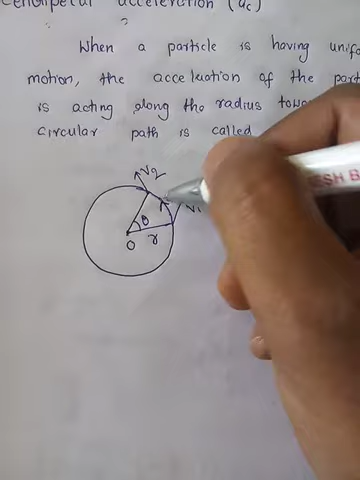 acceleration (ac)
When a particle is having
motion, the acceluation of the
is acting along the radius
circular path is called
V2
V1
θ
O
r